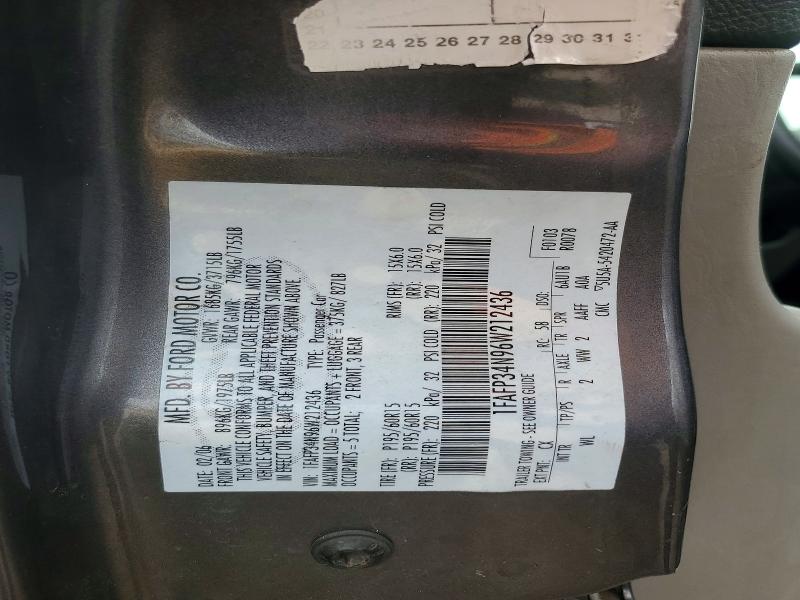 22 23 24 25 26 27 28 29 30 31
MFD. BY FORD MOTOR CO.
DATE: 02/06 GVWR: 1685KG/3715LB
FRONT GAWR: 898KG/1975LB REAR GAWR: 796KG/1755LB
THIS VEHICLE CONFORMS TO ALL APPLICABLE FEDERAL MOTOR
VEHICLE SAFETY, BUMPER, AND THEFT PREVENTION STANDARDS
IN EFFECT ON THE DATE OF MANUFACTURE SHOWN ABOVE.
VIN: 1FAFP34N96W212436 TYPE: Passenger Car
MAXIMUM LOAD = OCCUPANTS + LUGGAGE = 375KG/827LB
OCCUPANTS = 5 TOTAL: 2 FRONT, 3 REAR
TIRE (FR): P195/60R15 RIMS (FR): 15X6.0
(RR): P195/60R15 (RR): 15X6.0
PRESSURE (FR): 220 kPa/ 32 PSI COLD (RR): 220 kPa/ 32 PSI COLD
1FAFP34N96W212436
TRAILER TOWING - SEE OWNER GUIDE F0103
R0078
EXT PNT: CX RC: 58 DSO:
INT TR TP/PS R AXLE TR SPR 6AUTB
WL 2 WW 2 AAFF A0A
CNC 5U5A-5420472-AA